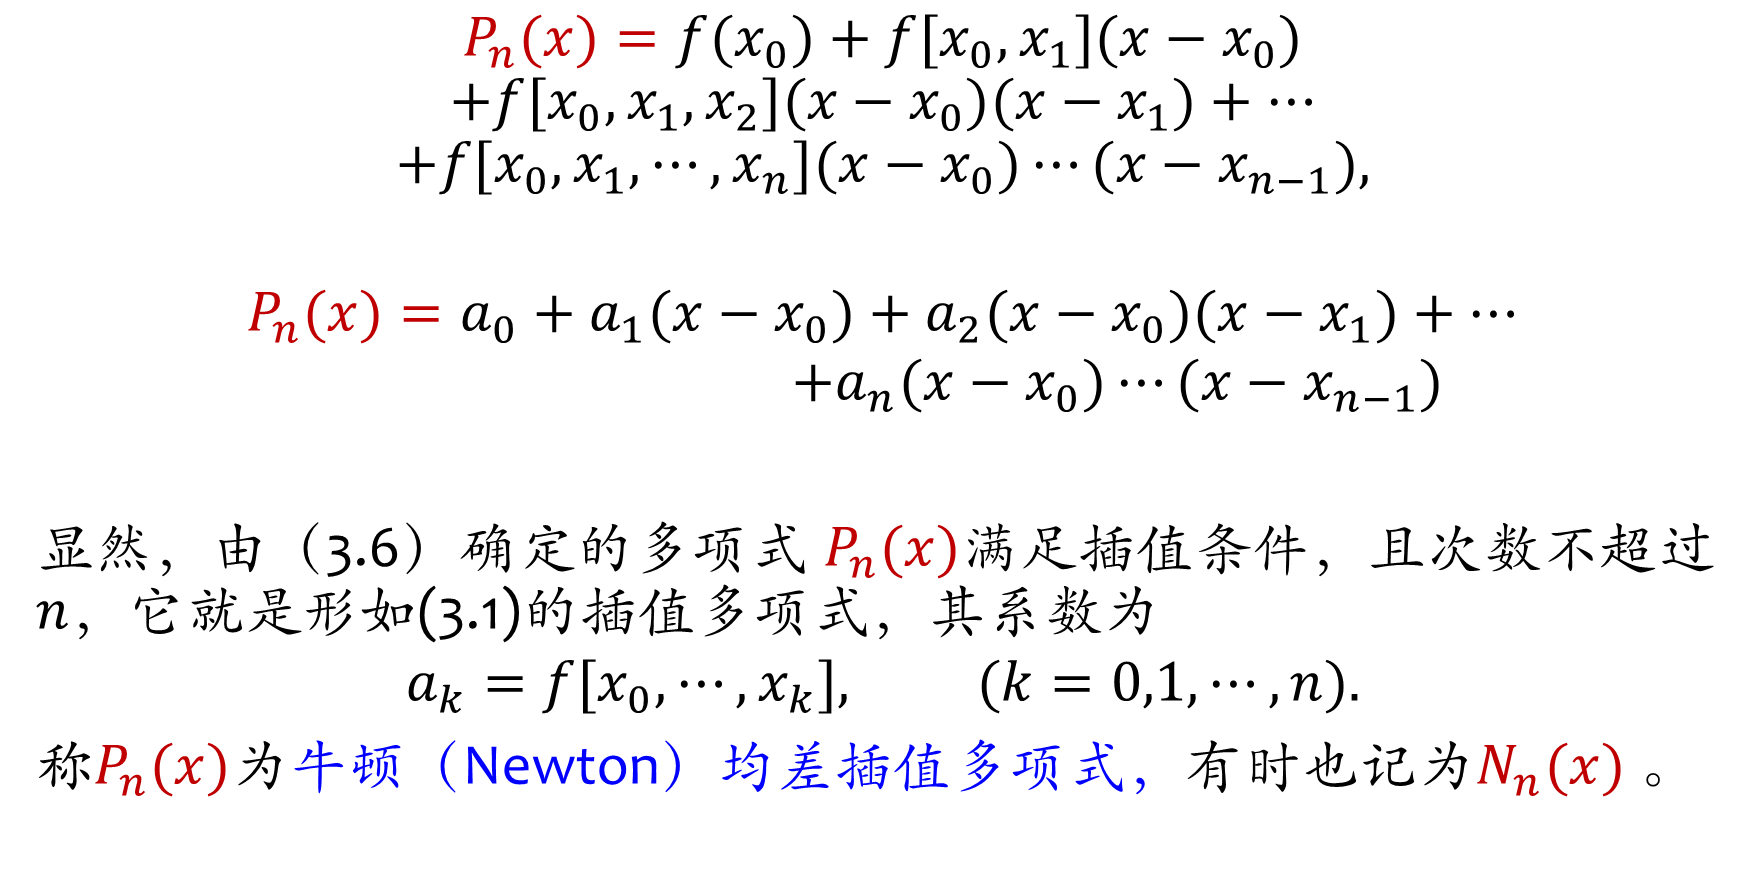 Pₙ(x) = f(x₀) + f[x₀, x₁](x − x₀)
+f[x₀, x₁, x₂](x − x₀)(x − x₁) + ⋯
+f[x₀, x₁, ⋯ , xₙ](x − x₀) ⋯ (x − xₙ₋₁),
Pₙ(x) = a₀ + a₁(x − x₀) + a₂(x − x₀)(x − x₁) + ⋯
+aₙ(x − x₀) ⋯ (x − xₙ₋₁)
显然，由（3.6）确定的多项式 Pₙ(x)满足插值条件，且次数不超过
n，它就是形如(3.1)的插值多项式，其系数为
aₖ = f[x₀, ⋯ , xₖ], (k = 0,1, ⋯ , n).
称Pₙ(x)为牛顿（Newton）均差插值多项式，有时也记为Nₙ(x) 。